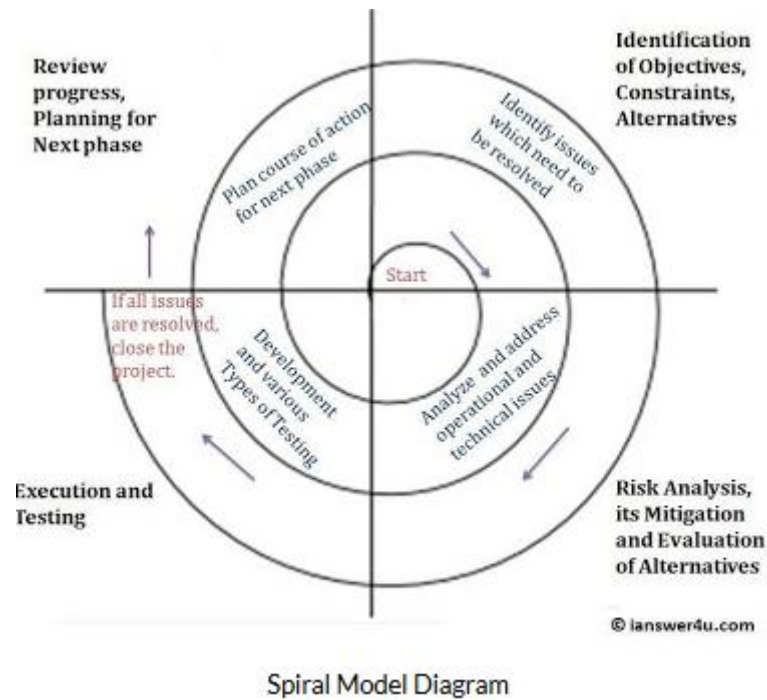 Review
progress,
Planning for
Next phase
Identification
of Objectives,
Constraints,
Alternatives
Plan course of action
for next phase
Identify issues
which need to
be resolved
Start
If all issues
are resolved,
close the
project.
Development
and various
Types of Testing
Analyze and address
operational and
technical issues
Execution and
Testing
Risk Analysis,
its Mitigation
and Evaluation
of Alternatives
© ianswer4u.com
Spiral Model Diagram